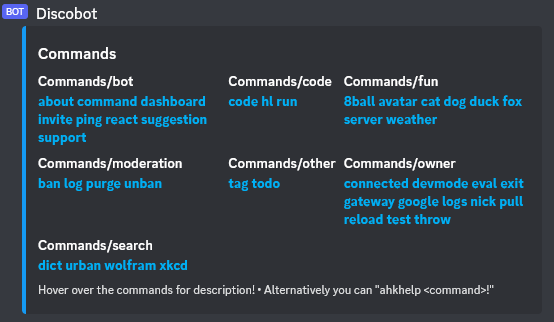 BOT Discobot
Commands
Commands/bot
about command dashboard
invite ping react suggestion
support
Commands/code
code hl run
Commands/fun
8ball avatar cat dog duck fox
server weather
Commands/moderation
ban log purge unban
Commands/other
tag todo
Commands/owner
connected devmode eval exit
gateway google logs nick pull
reload test throw
Commands/search
dict urban wolfram xkcd
Hover over the commands for description! • Alternatively you can "ahkhelp <command>!"